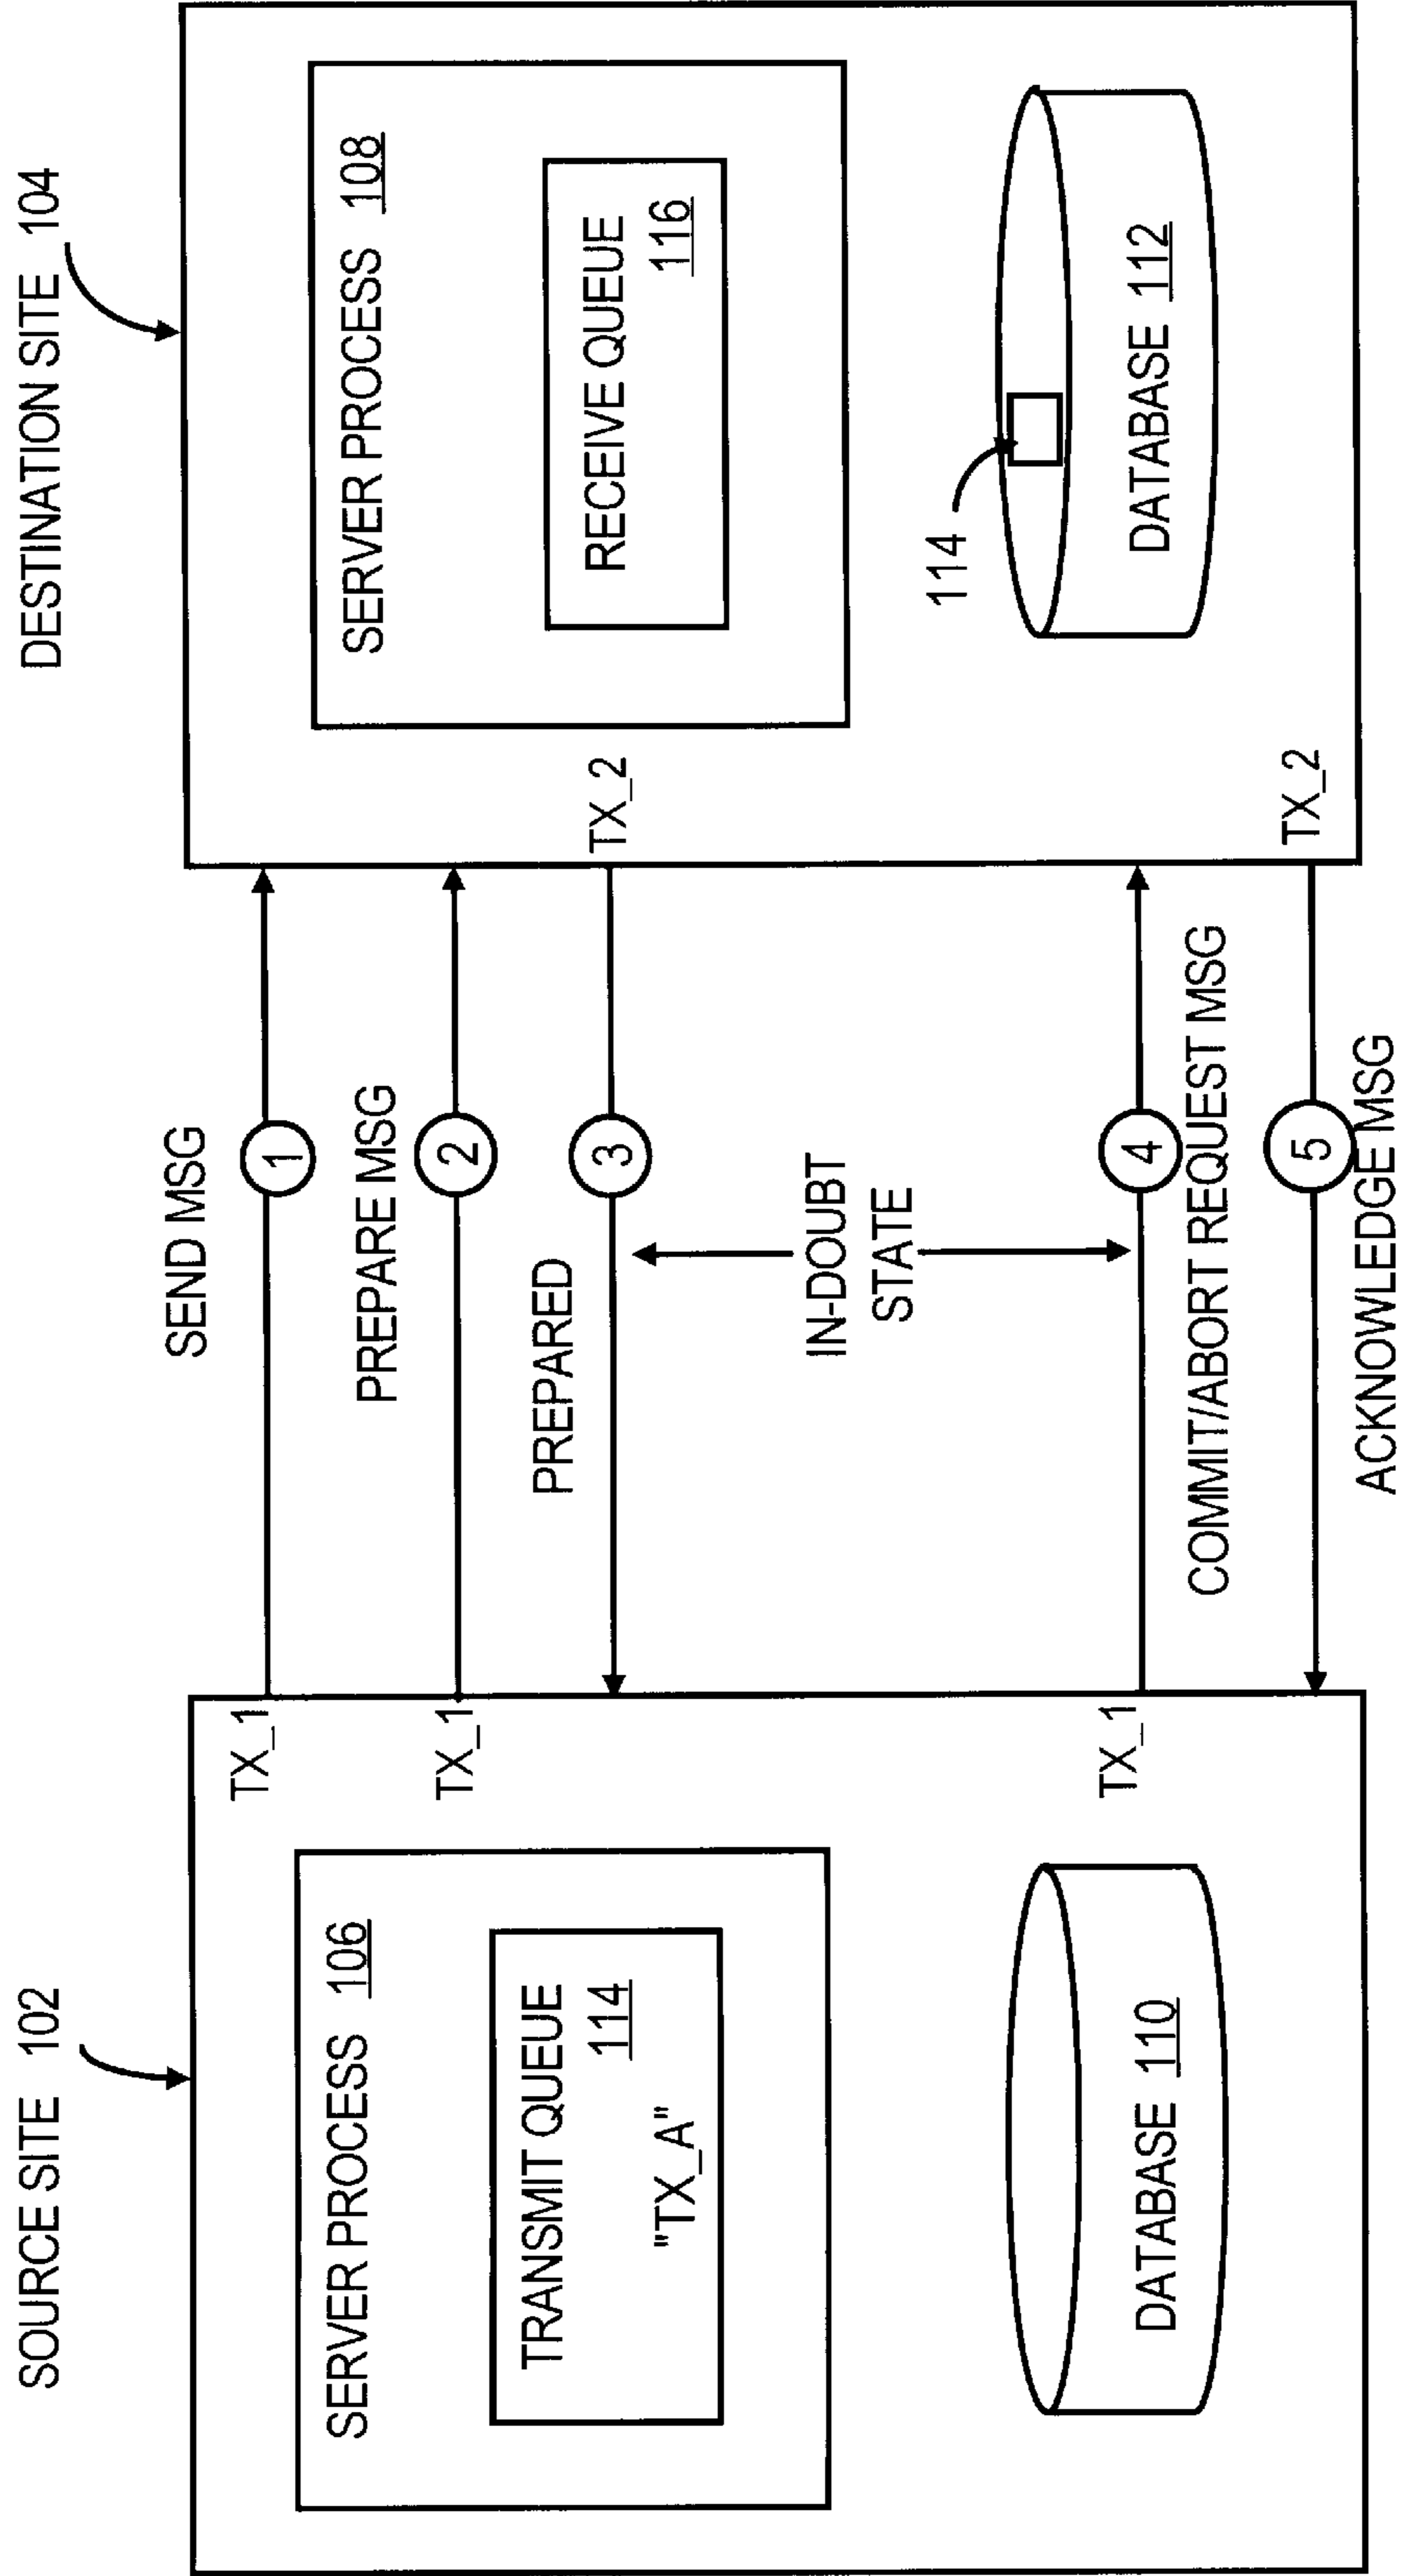 SOURCE SITE 102
SERVER PROCESS 106
TRANSMIT QUEUE
114
"TX_A"
DATABASE 110
TX_1
TX_1
TX_1
SEND MSG
1
PREPARE MSG
2
PREPARED
3
IN-DOUBT
STATE
4
COMMIT/ABORT REQUEST MSG
5
ACKNOWLEDGE MSG
DESTINATION SITE 104
TX_2
TX_2
SERVER PROCESS 108
RECEIVE QUEUE
116
114
DATABASE 112